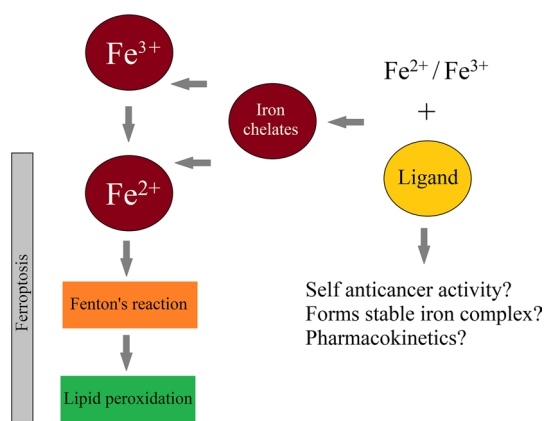 Fe³⁺
Fe²⁺ / Fe³⁺
Iron
chelates
+
Fe²⁺
Ligand
Ferroptosis
Fenton's reaction
Self anticancer activity?
Forms stable iron complex?
Pharmacokinetics?
Lipid peroxidation